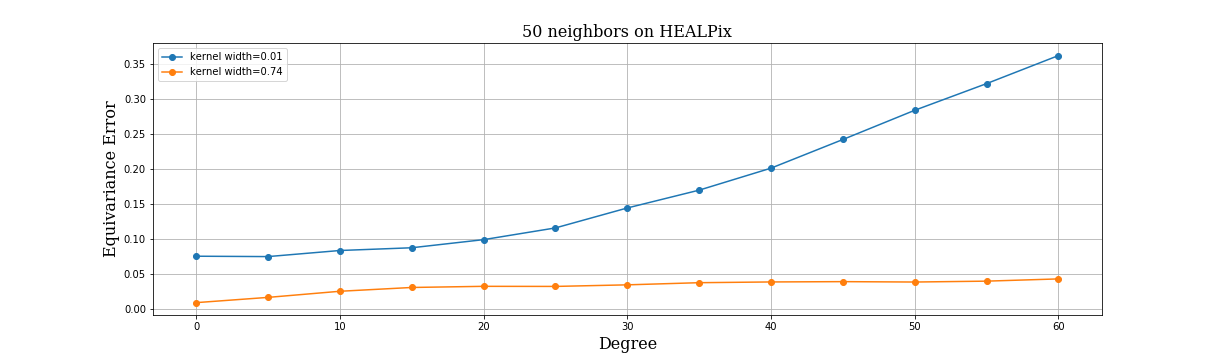 50 neighbors on HEALPix
kernel width=0.01
kernel width=0.74
Equivariance Error
0.35
0.30
0.25
0.20
0.15
0.10
0.05
0.00
0 10 20 30 40 50 60
Degree